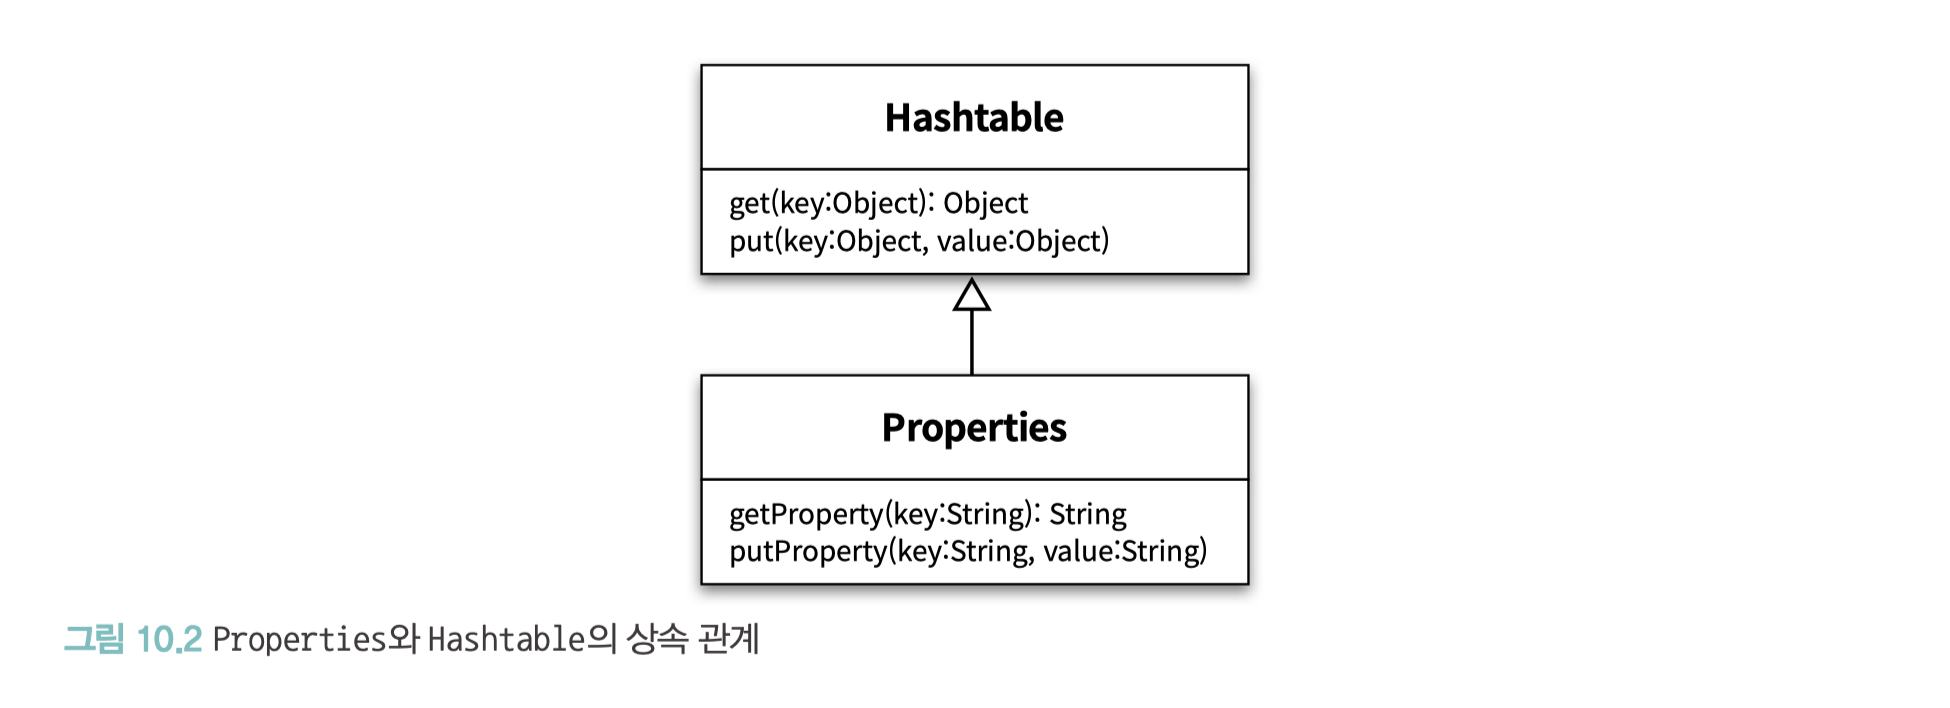 Hashtable
get(key:Object): Object
put(key:Object, value:Object)
Properties
getProperty(key:String): String
putProperty(key:String, value:String)
그림 10.2 Properties와 Hashtable의 상속 관계